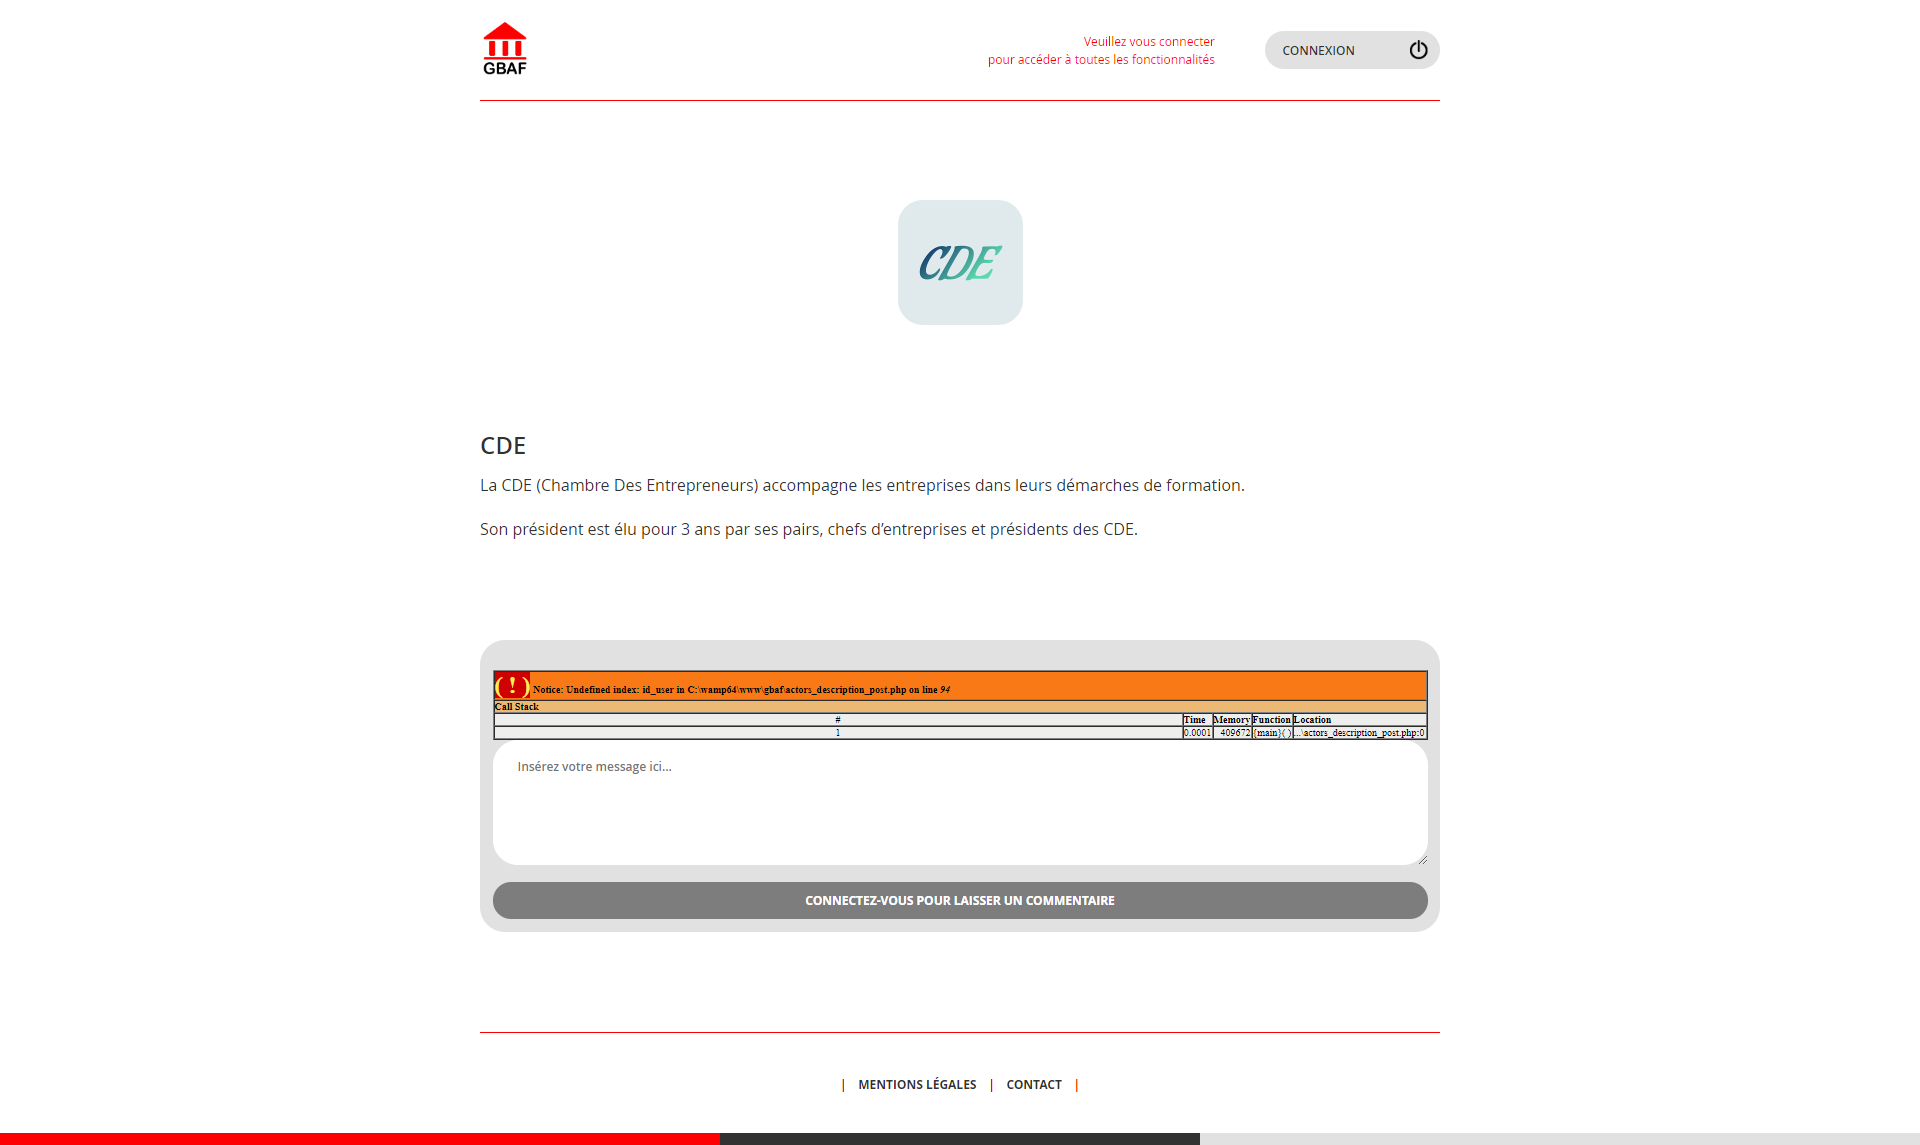 GBAF
Veuillez vous connecter
pour accéder à toutes les fonctionnalités
CONNEXION
CDE
CDE
La CDE (Chambre Des Entrepreneurs) accompagne les entreprises dans leurs démarches de formation.
Son président est élu pour 3 ans par ses pairs, chefs d’entreprises et présidents des CDE.
( ! ) Notice: Undefined index: id_user in C:\wamp64\www\gbaf\actors_description_post.php on line 94
Call Stack
# Time Memory Function Location
1 0.0001 409672 {main}( ) ...\actors_description_post.php:0
Insérez votre message ici...
CONNECTEZ-VOUS POUR LAISSER UN COMMENTAIRE
| MENTIONS LÉGALES | CONTACT |